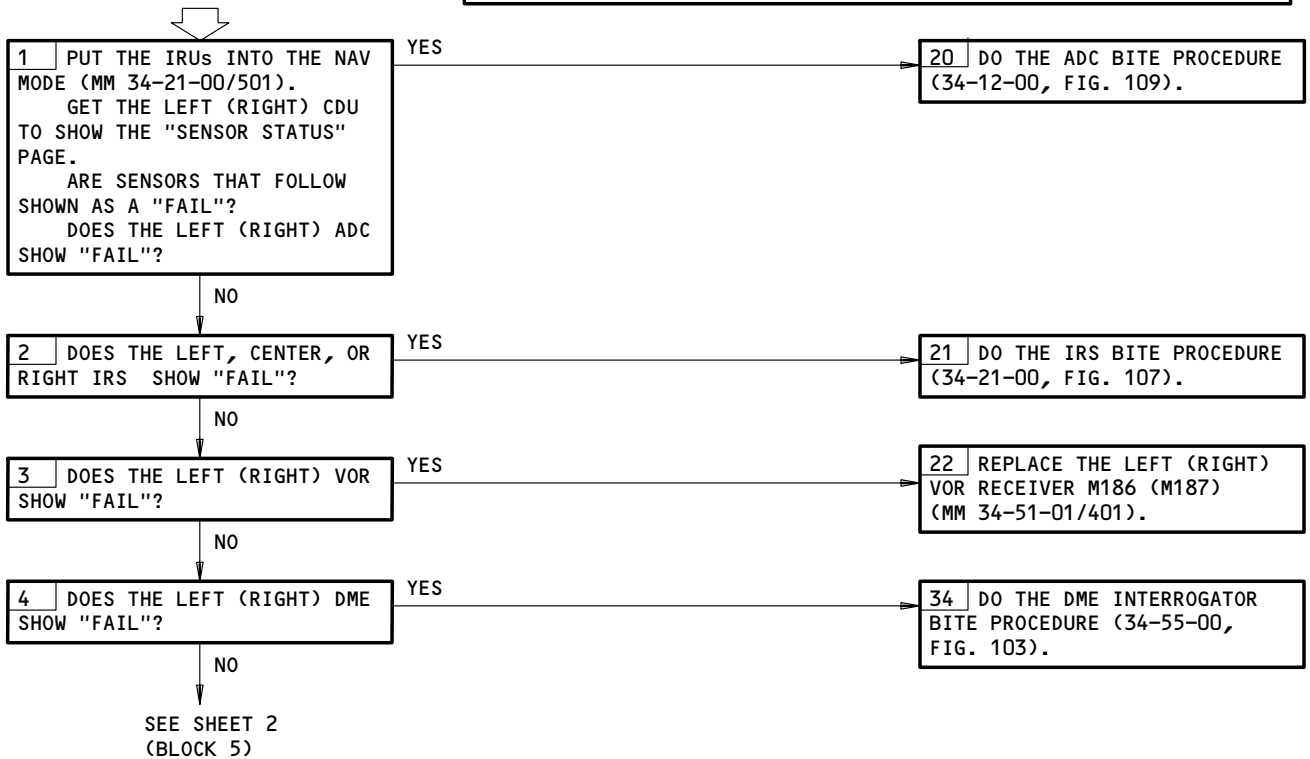 1 PUT THE IRUs INTO THE NAV
MODE (MM 34-21-00/501).
GET THE LEFT (RIGHT) CDU
TO SHOW THE "SENSOR STATUS"
PAGE.
ARE SENSORS THAT FOLLOW
SHOWN AS A "FAIL"?
DOES THE LEFT (RIGHT) ADC
SHOW "FAIL"?
YES
20 DO THE ADC BITE PROCEDURE
(34-12-00, FIG. 109).
NO
2 DOES THE LEFT, CENTER, OR
RIGHT IRS SHOW "FAIL"?
YES
21 DO THE IRS BITE PROCEDURE
(34-21-00, FIG. 107).
NO
3 DOES THE LEFT (RIGHT) VOR
SHOW "FAIL"?
YES
22 REPLACE THE LEFT (RIGHT)
VOR RECEIVER M186 (M187)
(MM 34-51-01/401).
NO
4 DOES THE LEFT (RIGHT) DME
SHOW "FAIL"?
YES
34 DO THE DME INTERROGATOR
BITE PROCEDURE (34-55-00,
FIG. 103).
NO
SEE SHEET 2
(BLOCK 5)